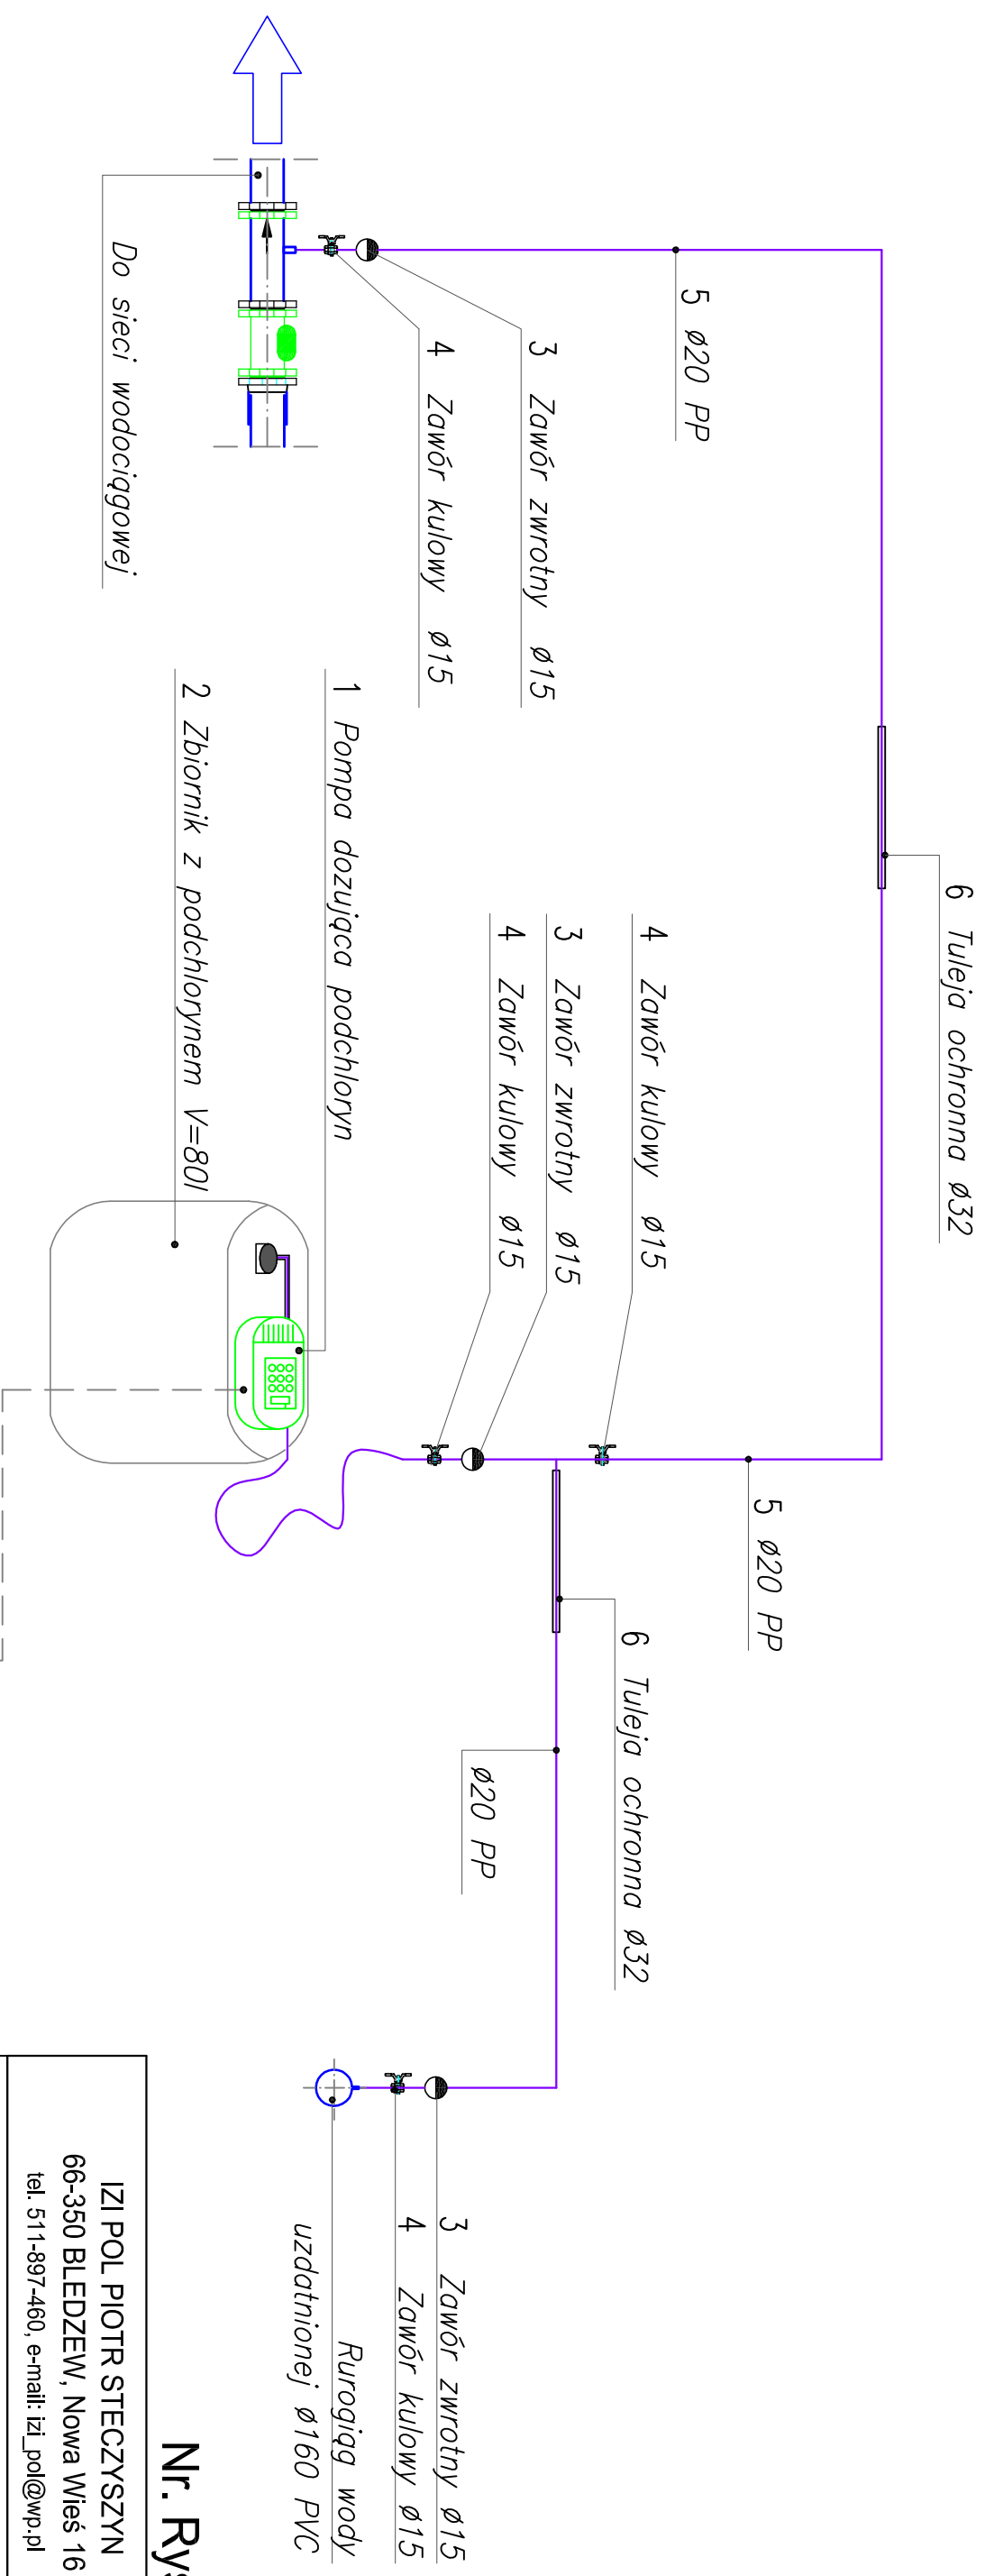 6 Tuleja ochronna ø32
5 ø20 PP
3 Zawór zwrotny ø15
4 Zawór kulowy ø15
Do sieci wodociągowej
4 Zawór kulowy ø15
3 Zawór zwrotny ø15
4 Zawór kulowy ø15
1 Pompa dozująca podchloryn
2 Zbiornik z podchlorynem V=80l
5 ø20 PP
6 Tuleja ochronna ø32
ø20 PP
3 Zawór zwrotny ø15
4 Zawór kulowy ø15
Rurogiąg wody
uzdatnionej ø160 PVC
Nr. Rys
IZI POL PIOTR STECZYSZYN
66-350 BLEDZEW, Nowa Wieś 16
tel. 511-897-460, e-mail: izi_pol@wp.pl